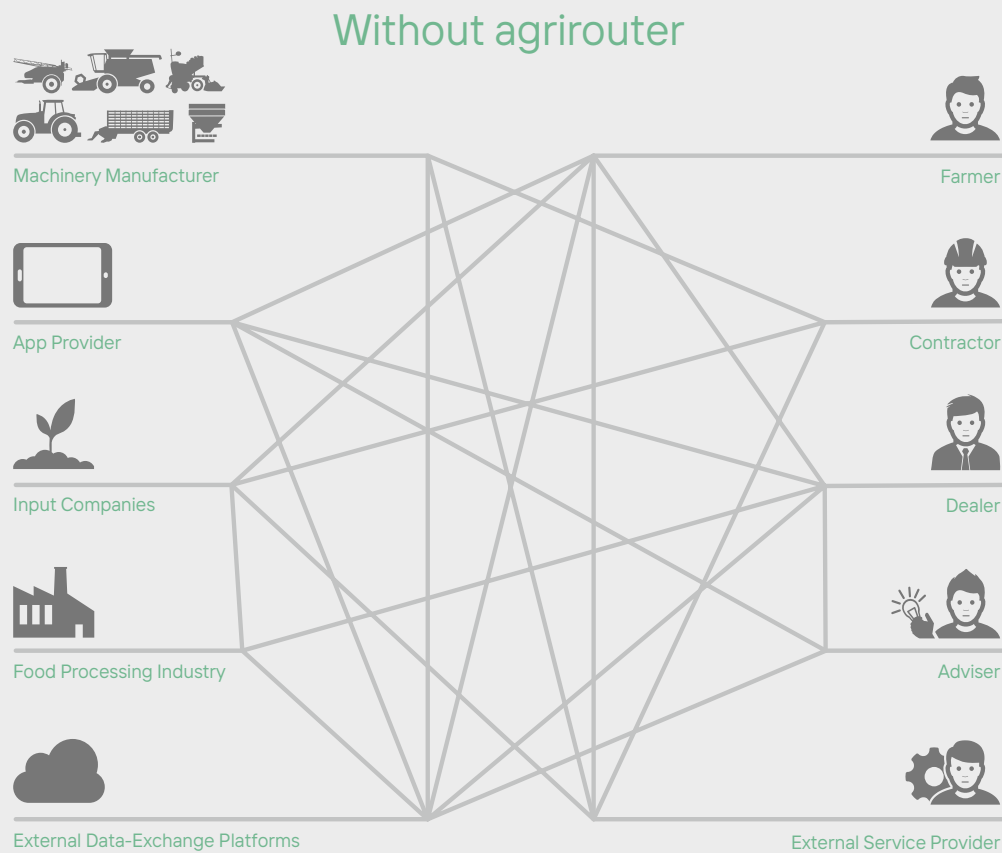 Without agrirouter
Machinery Manufacturer
Farmer
App Provider
Contractor
Input Companies
Dealer
Food Processing Industry
Adviser
External Data-Exchange Platforms
External Service Provider